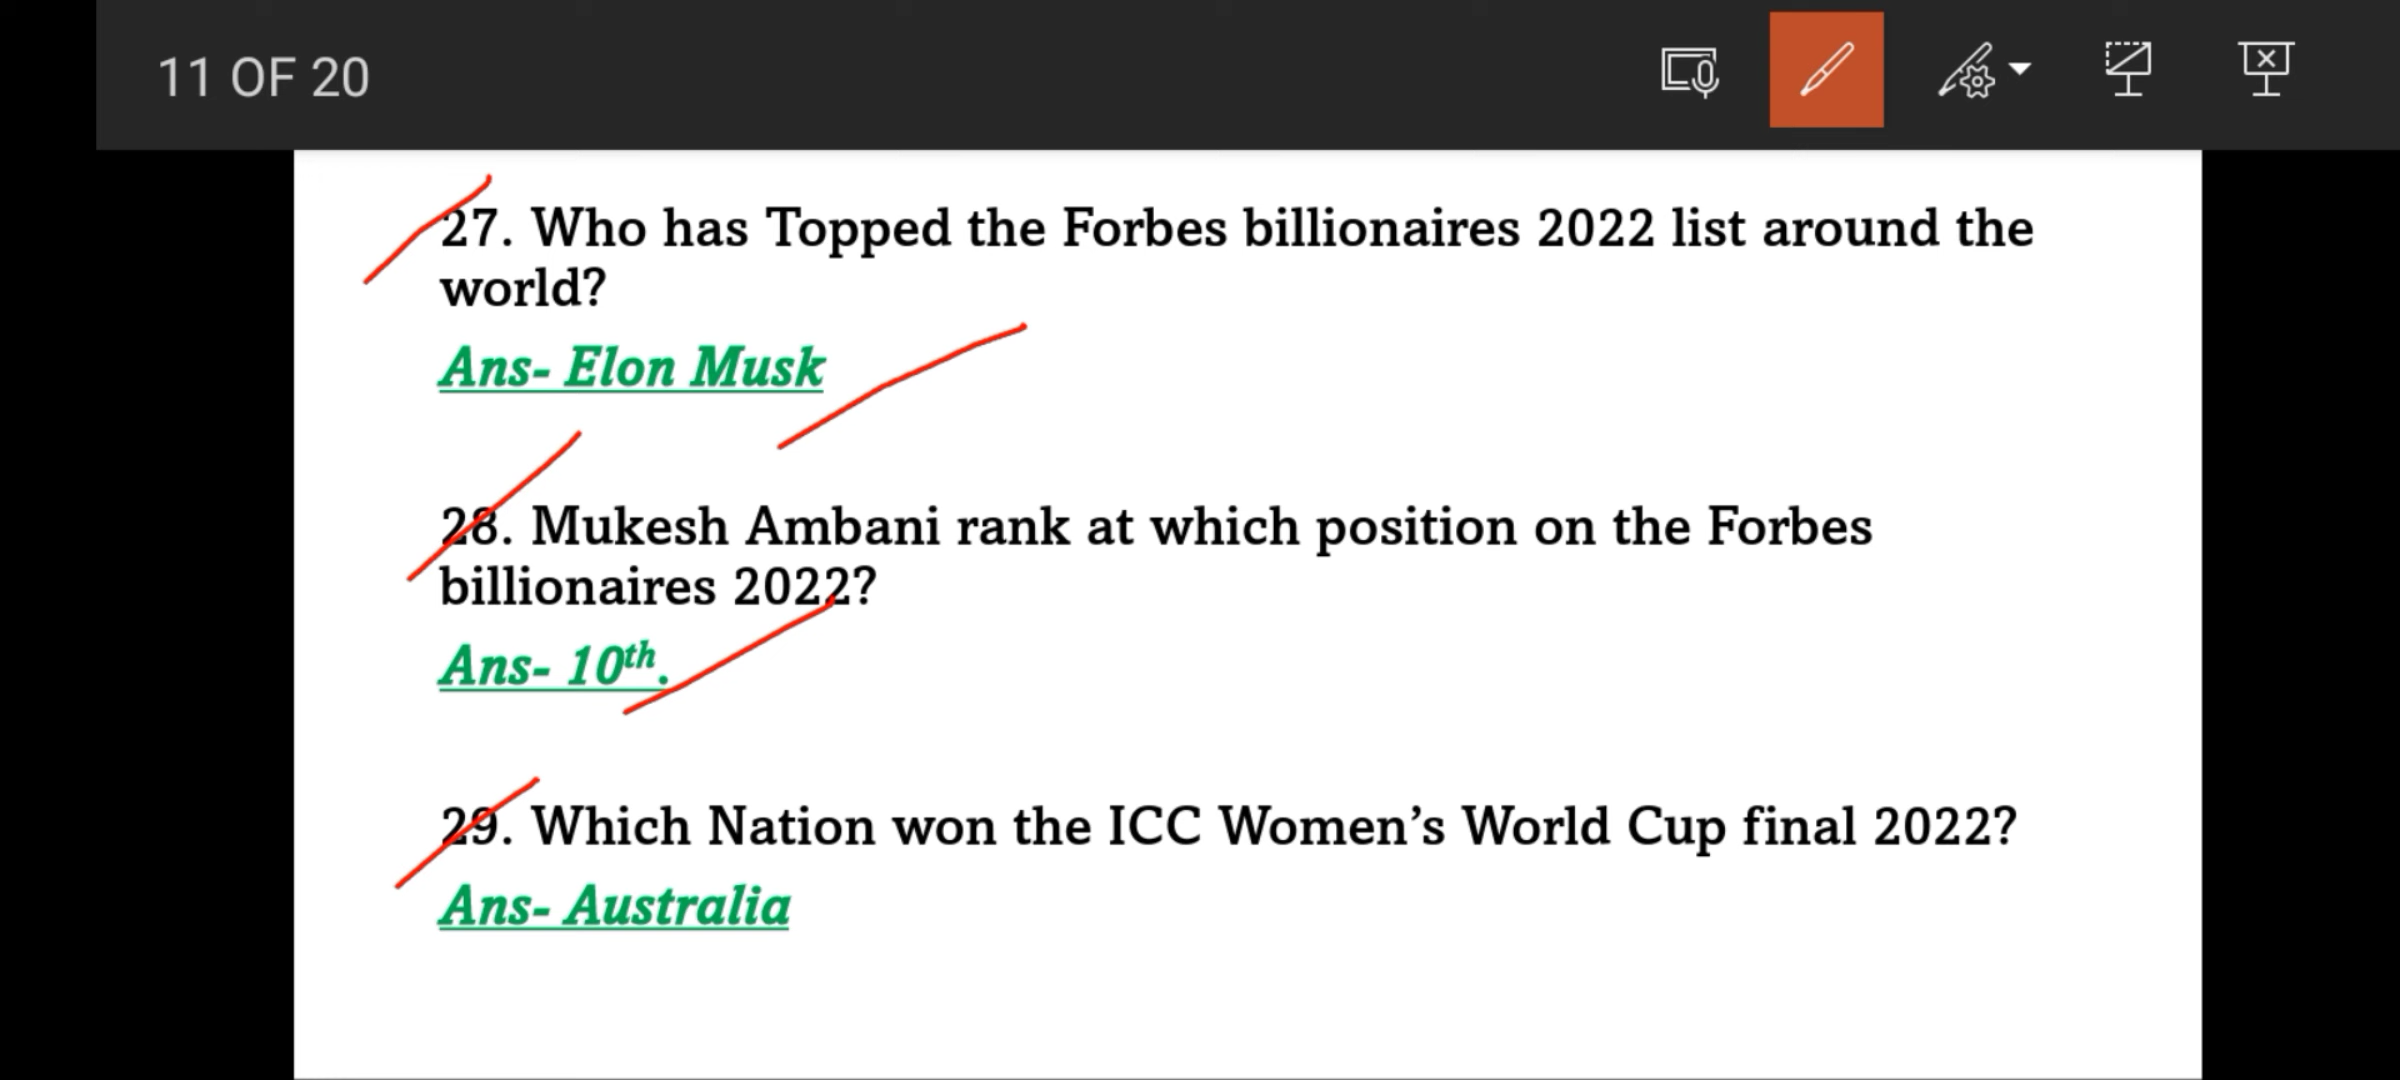 11 OF 20
27. Who has Topped the Forbes billionaires 2022 list around the
world?
Ans- Elon Musk
28. Mukesh Ambani rank at which position on the Forbes
billionaires 2022?
Ans- 10th.
29. Which Nation won the ICC Women’s World Cup final 2022?
Ans- Australia